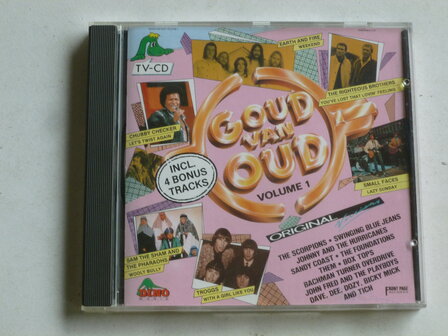 TV-CD
EARTH AND FIRE
WEEKEND
THE RIGHTEOUS BROTHERS
YOU'VE LOST THAT LOVIN' FEELING
CHUBBY CHECKER
LET'S TWIST AGAIN
GOUD
VAN
OUD
VOLUME 1
INCL.
4 BONUS
TRACKS
SMALL FACES
LAZY SUNDAY
SAM THE SHAM AND
THE PHARAOHS
WOOLY BULLY
TROGGS
WITH A GIRL LIKE YOU
ORIGINAL
THE SCORPIONS • SWINGING BLUE JEANS
JOHNNY AND THE HURRICANES
SANDY COAST • THE FOUNDATIONS
THEM • BOX TOPS
BACHMAN TURNER OVERDRIVE
JOHN FRED AND THE PLAYBOYS
DAVE, DEE, DOZY, BICKY MICK
AND TICH
ARCADE
FRONT PAGE